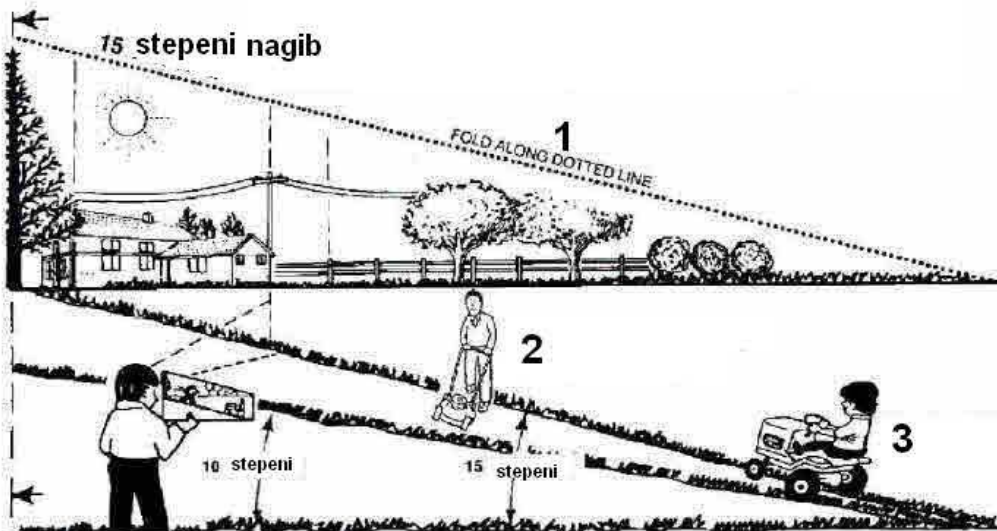 15 stepeni nagib
1
FOLD ALONG DOTTED LINE
2
3
10 stepeni
15 stepeni